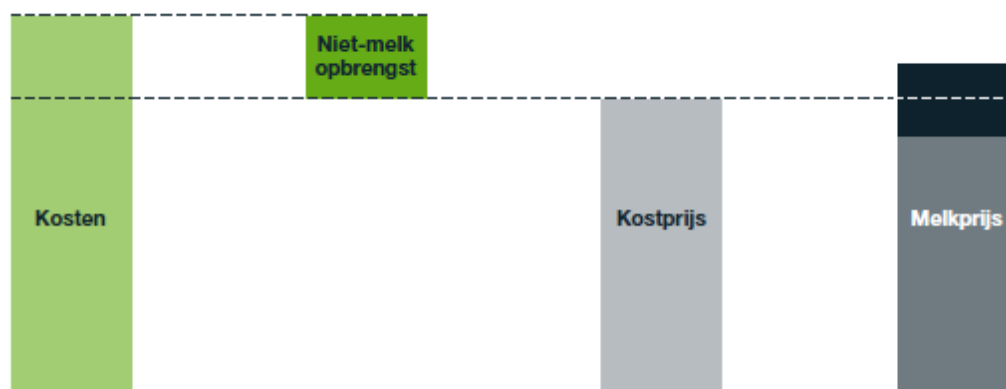 Niet-melk
opbrengst
Kosten
Kostprijs
Melkprijs